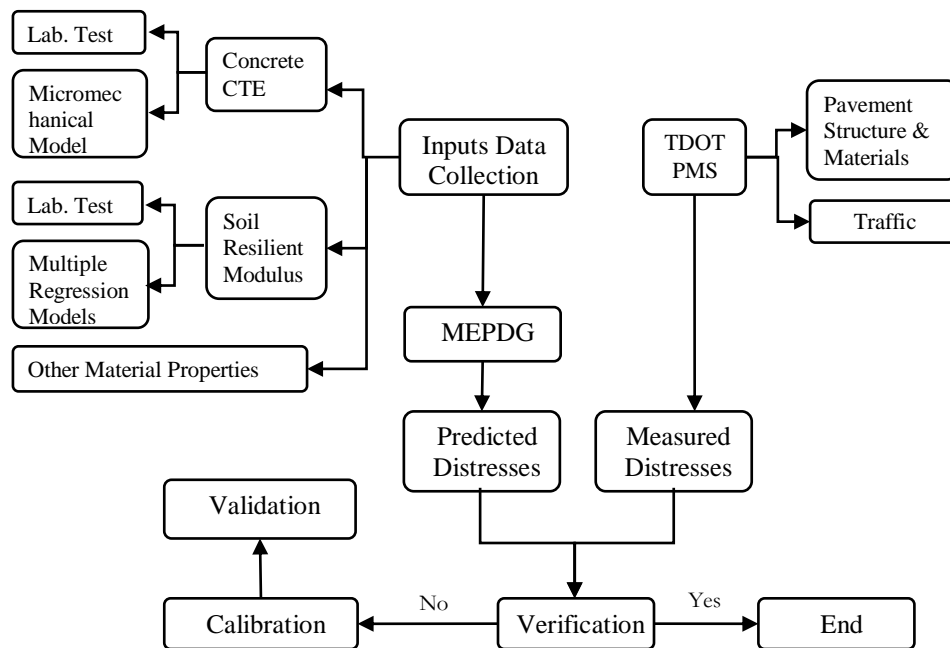 Lab. Test
Micromec
hanical
Model
Concrete
CTE
Lab. Test
Multiple
Regression
Models
Soil
Resilient
Modulus
Other Material Properties
Inputs Data
Collection
TDOT
PMS
Pavement
Structure &
Materials
Traffic
MEPDG
Predicted
Distresses
Measured
Distresses
Validation
Calibration
No
Verification
Yes
End